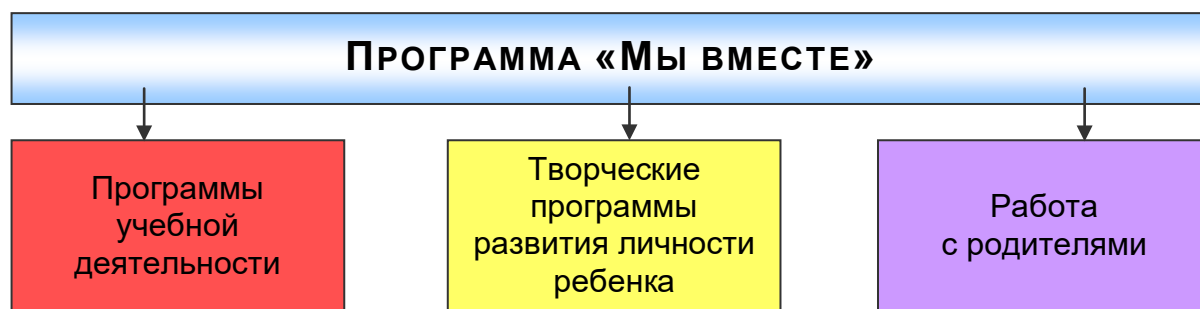 ПРОГРАММА «МЫ ВМЕСТЕ»
Программы
учебной
деятельности
Творческие
программы
развития личности
ребенка
Работа
с родителями